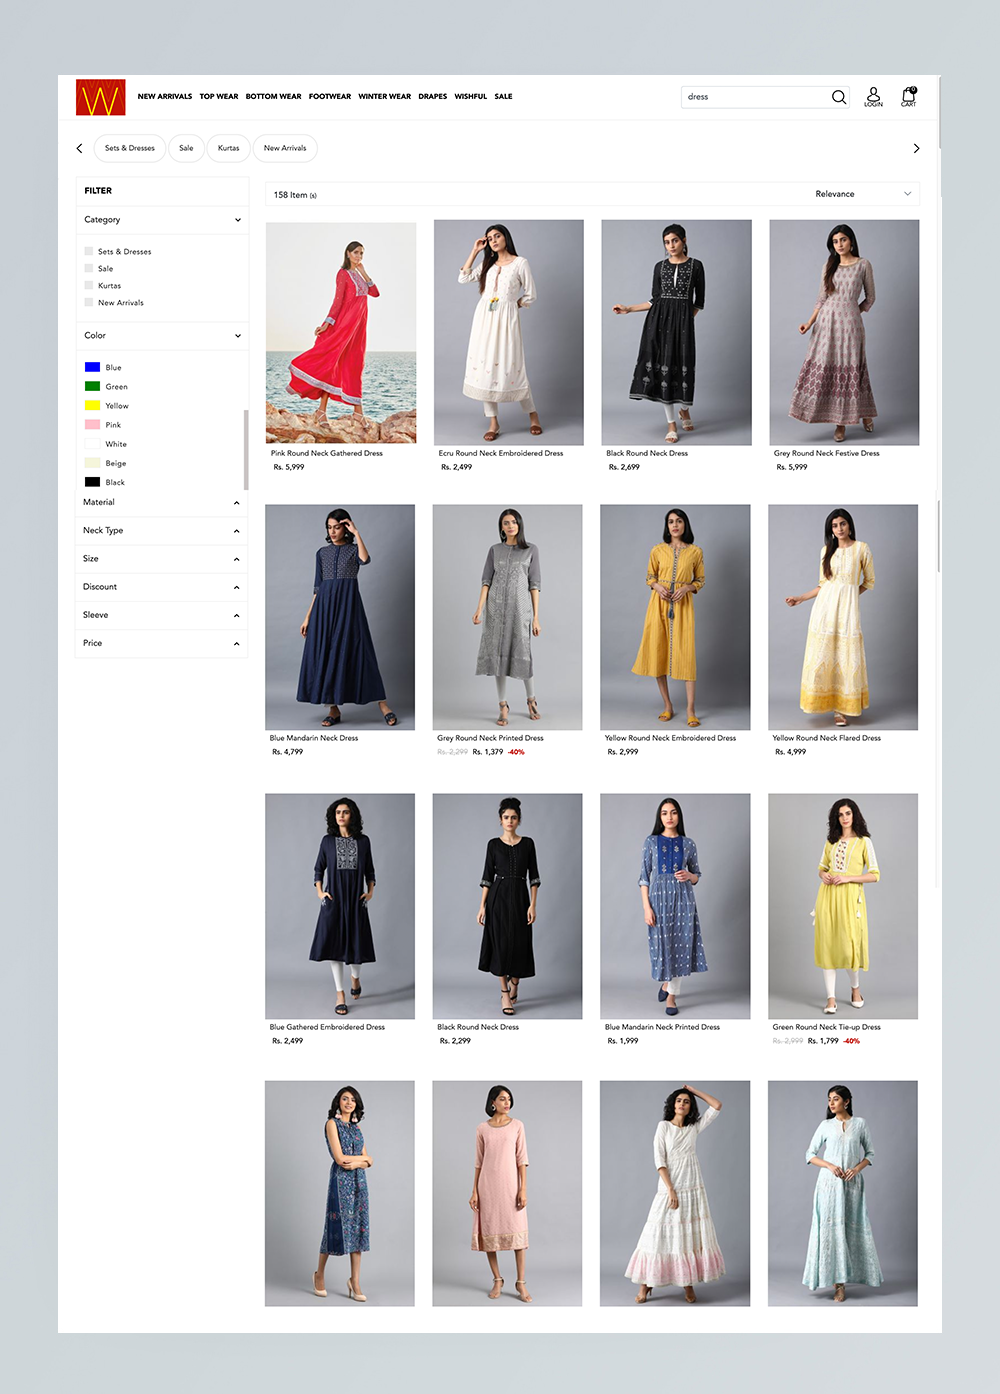 W
NEW ARRIVALS TOP WEAR BOTTOM WEAR FOOTWEAR WINTER WEAR DRAPES WISHFUL SALE
dress
LOGIN
0
CART
Sets & Dresses Sale Kurtas New Arrivals
FILTER
Category
Sets & Dresses
Sale
Kurtas
New Arrivals
Color
Blue
Green
Yellow
Pink
White
Beige
Black
Material
Neck Type
Size
Discount
Sleeve
Price
158 Item (s)
Relevance
Pink Round Neck Gathered Dress
Rs. 5,999
Ecru Round Neck Embroidered Dress
Rs. 2,499
Black Round Neck Dress
Rs. 2,699
Grey Round Neck Festive Dress
Rs. 5,999
Blue Mandarin Neck Dress
Rs. 4,799
Grey Round Neck Printed Dress
Rs. 2,299 Rs. 1,379 -40%
Yellow Round Neck Embroidered Dress
Rs. 2,999
Yellow Round Neck Flared Dress
Rs. 4,999
Blue Gathered Embroidered Dress
Rs. 2,499
Black Round Neck Dress
Rs. 2,299
Blue Mandarin Neck Printed Dress
Rs. 1,999
Green Round Neck Tie-up Dress
Rs. 2,999 Rs. 1,799 -40%